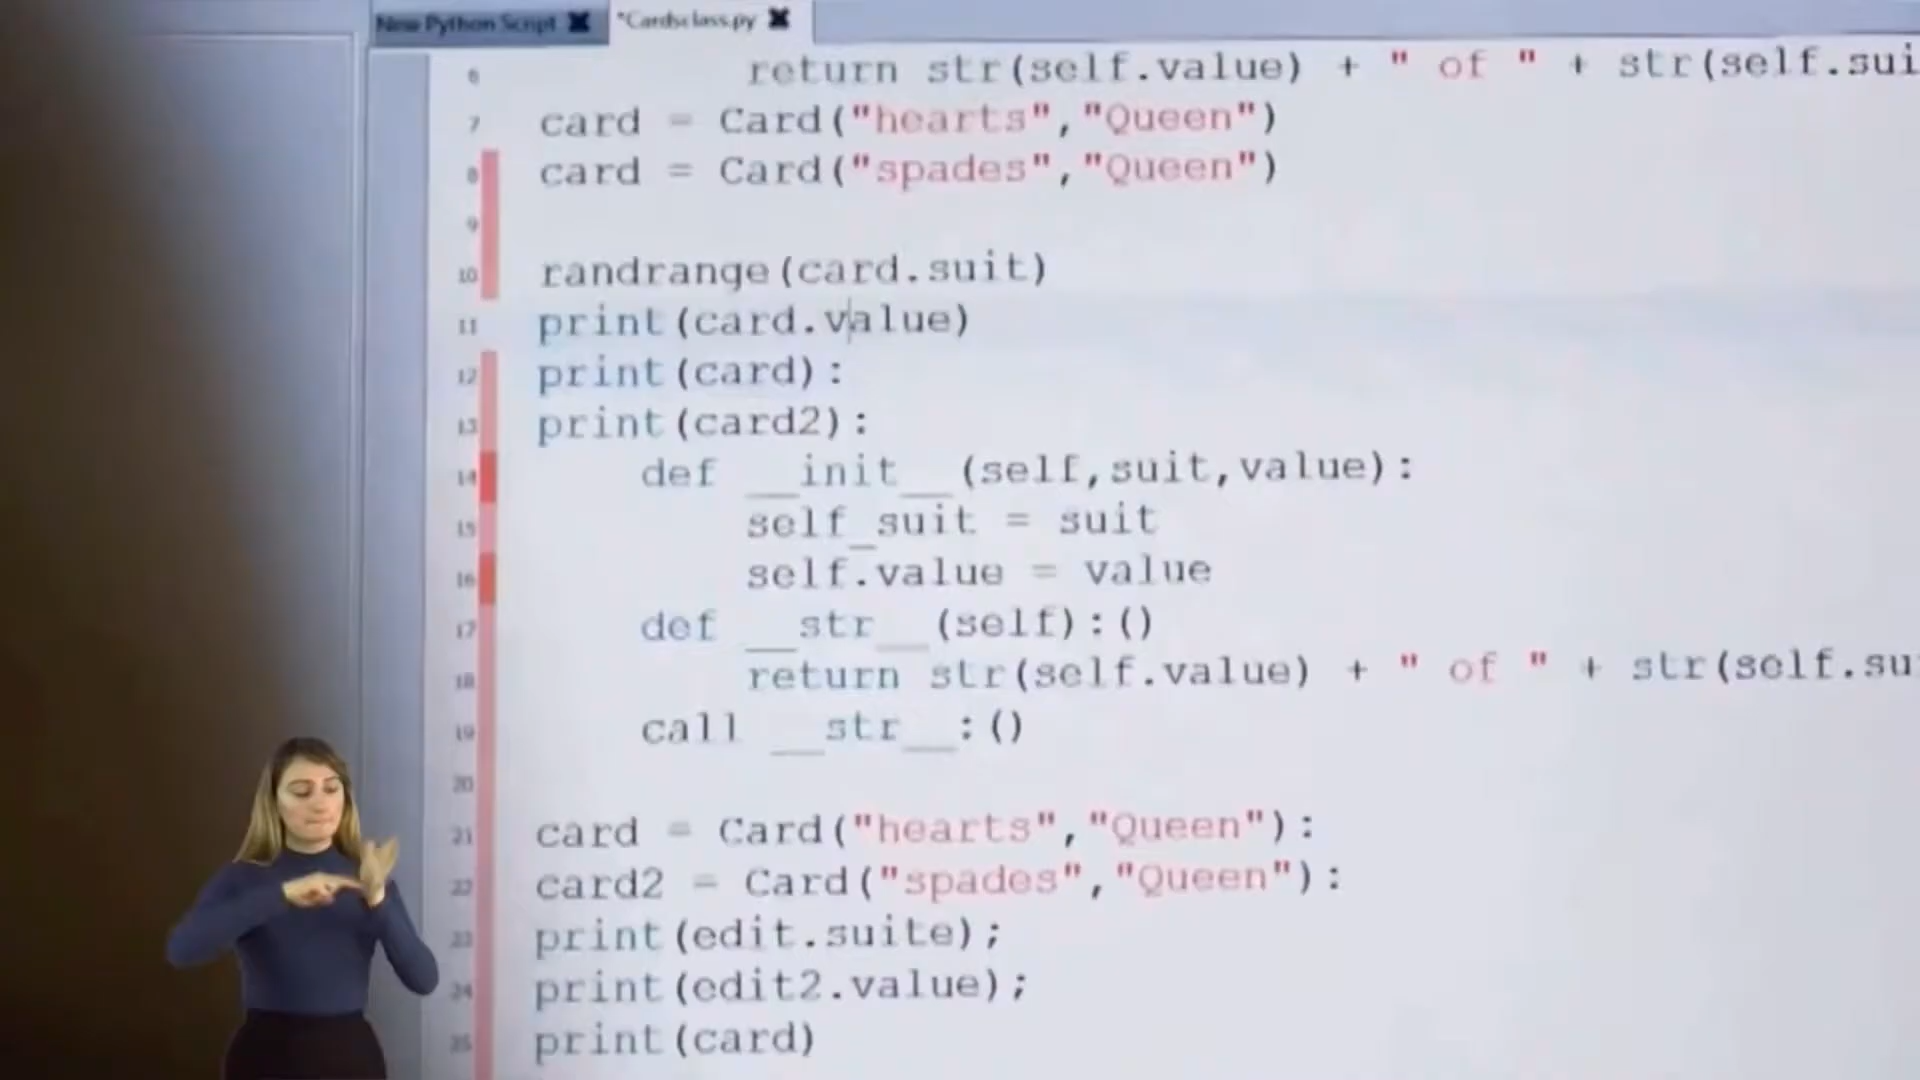 New Python Script *Cardsclass.py
6 return str(self.value) + " of " + str(self.sui
7 card = Card("hearts","Queen")
8 card = Card("spades","Queen")
9
10 randrange(card.suit)
11 print(card.value)
12 print(card):
13 print(card2):
14 def __init__(self,suit,value):
15 self_suit = suit
16 self.value = value
17 def __str__(self):()
18 return str(self.value) + " of " + str(self.su
19 call __str__:()
20
21 card = Card("hearts","Queen"):
22 card2 = Card("spades","Queen"):
23 print(edit.suite);
24 print(edit2.value);
25 print(card)